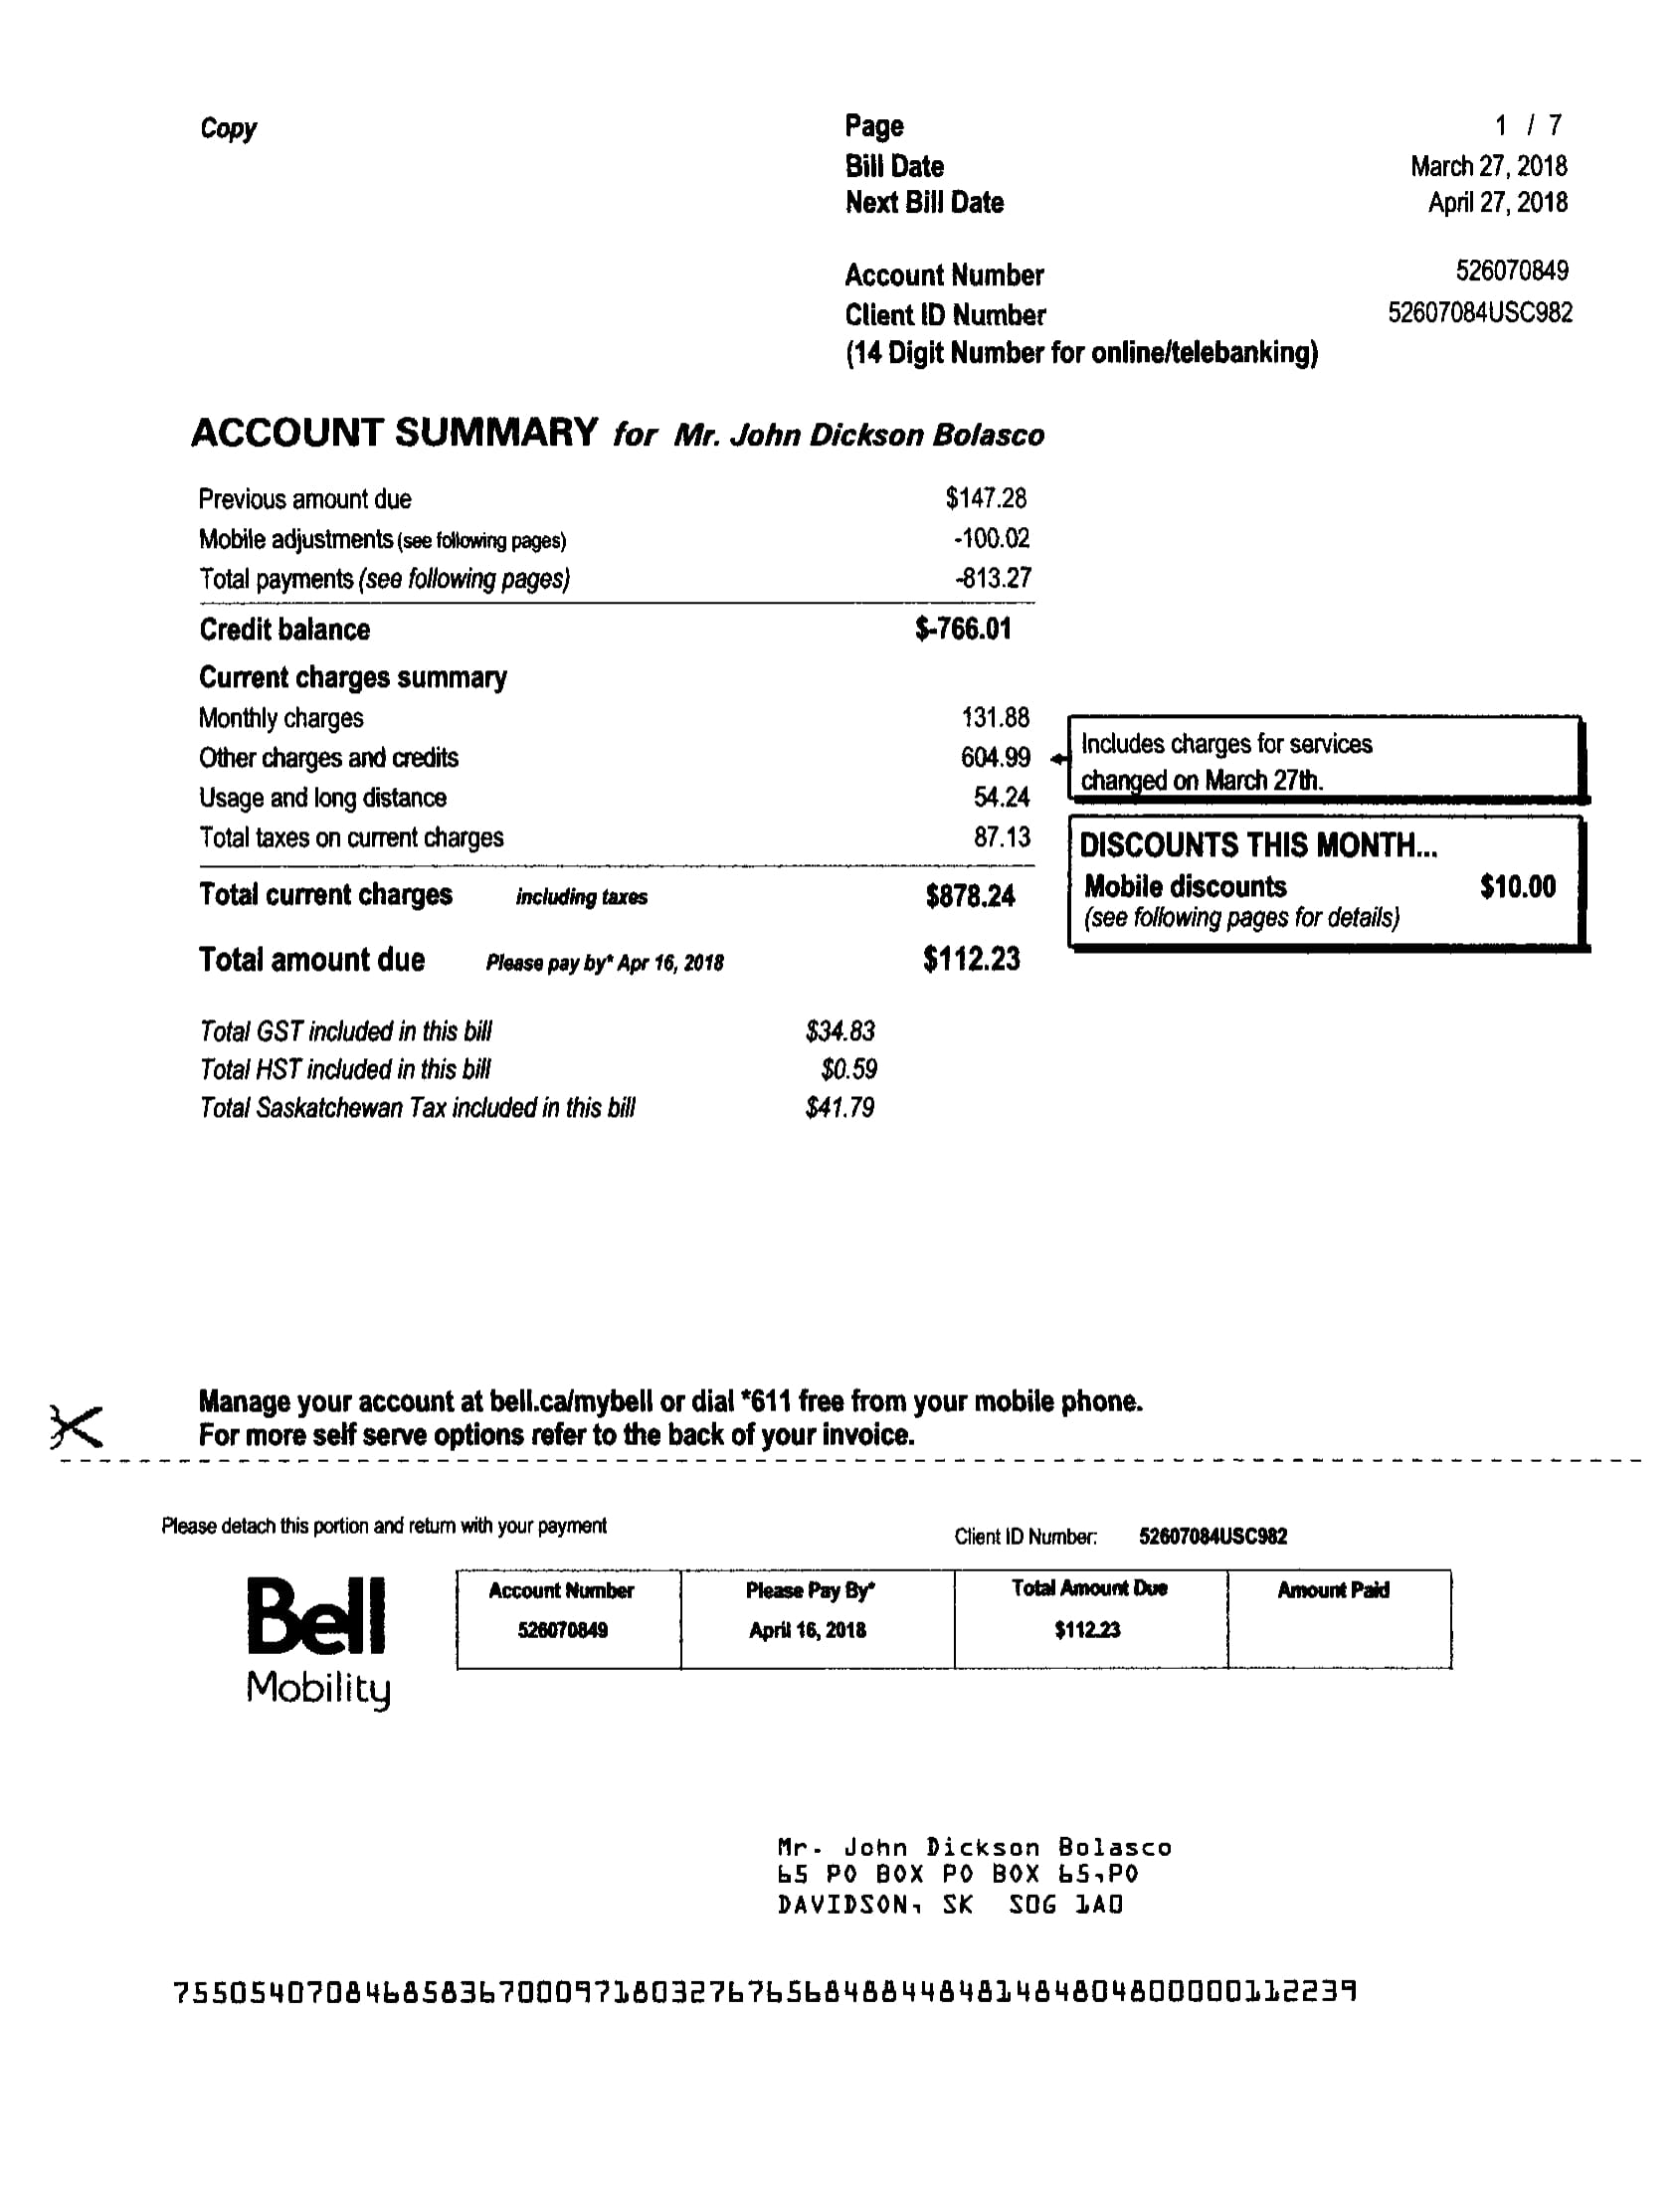 Copy
Page 1 / 7
Bill Date March 27, 2018
Next Bill Date April 27, 2018
Account Number 526070849
Client ID Number 52607084USC982
(14 Digit Number for online/telebanking)
ACCOUNT SUMMARY for Mr. John Dickson Bolasco
Previous amount due $147.28
Mobile adjustments (see following pages) -100.02
Total payments (see following pages) -813.27
Credit balance $-766.01
Current charges summary
Monthly charges 131.88
Other charges and credits 604.99
Includes charges for services
changed on March 27th.
Usage and long distance 54.24
Total taxes on current charges 87.13
DISCOUNTS THIS MONTH...
Mobile discounts $10.00
(see following pages for details)
Total current charges including taxes $878.24
Total amount due Please pay by* Apr 16, 2018 $112.23
Total GST included in this bill $34.83
Total HST included in this bill $0.59
Total Saskatchewan Tax included in this bill $41.79
Manage your account at bell.ca/mybell or dial *611 free from your mobile phone.
For more self serve options refer to the back of your invoice.
Please detach this portion and return with your payment
Client ID Number: 52607084USC982
Bell
Mobility
Account Number Please Pay By* Total Amount Due Amount Paid
526070849 April 16, 2018 $112.23
Mr. John Dickson Bolasco
65 PO BOX PO BOX 65,PO
DAVIDSON, SK S0G 1A0
755054070846858367000971803276765684884484814848048000001122​39